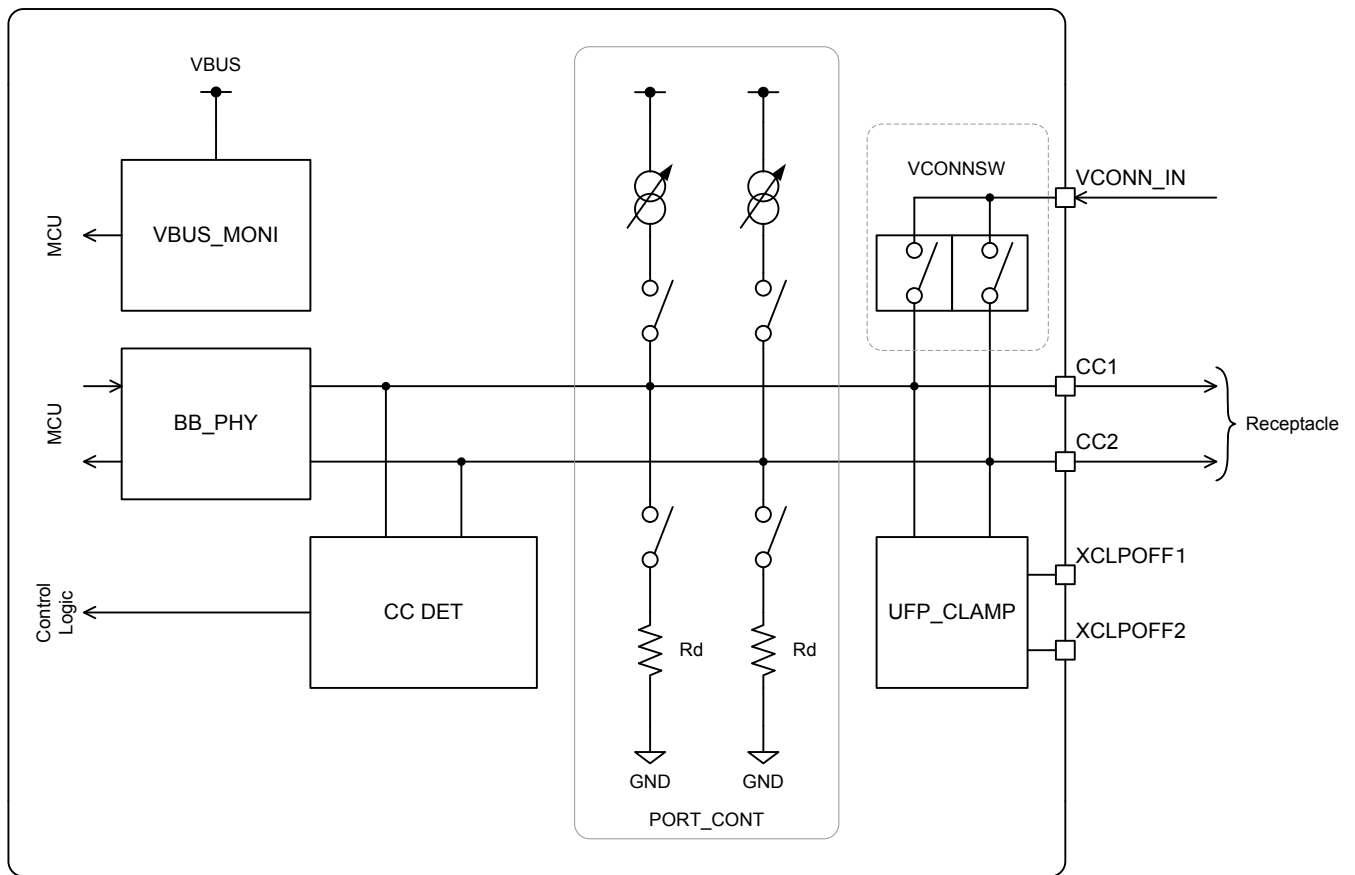 VBUS
VCONNSW
VCONN_IN
MCU
VBUS_MONI
CC1
MCU
BB_PHY
Receptacle
CC2
XCLPOFF1
Control
Logic
CC DET
UFP_CLAMP
XCLPOFF2
Rd
Rd
GND
GND
PORT_CONT